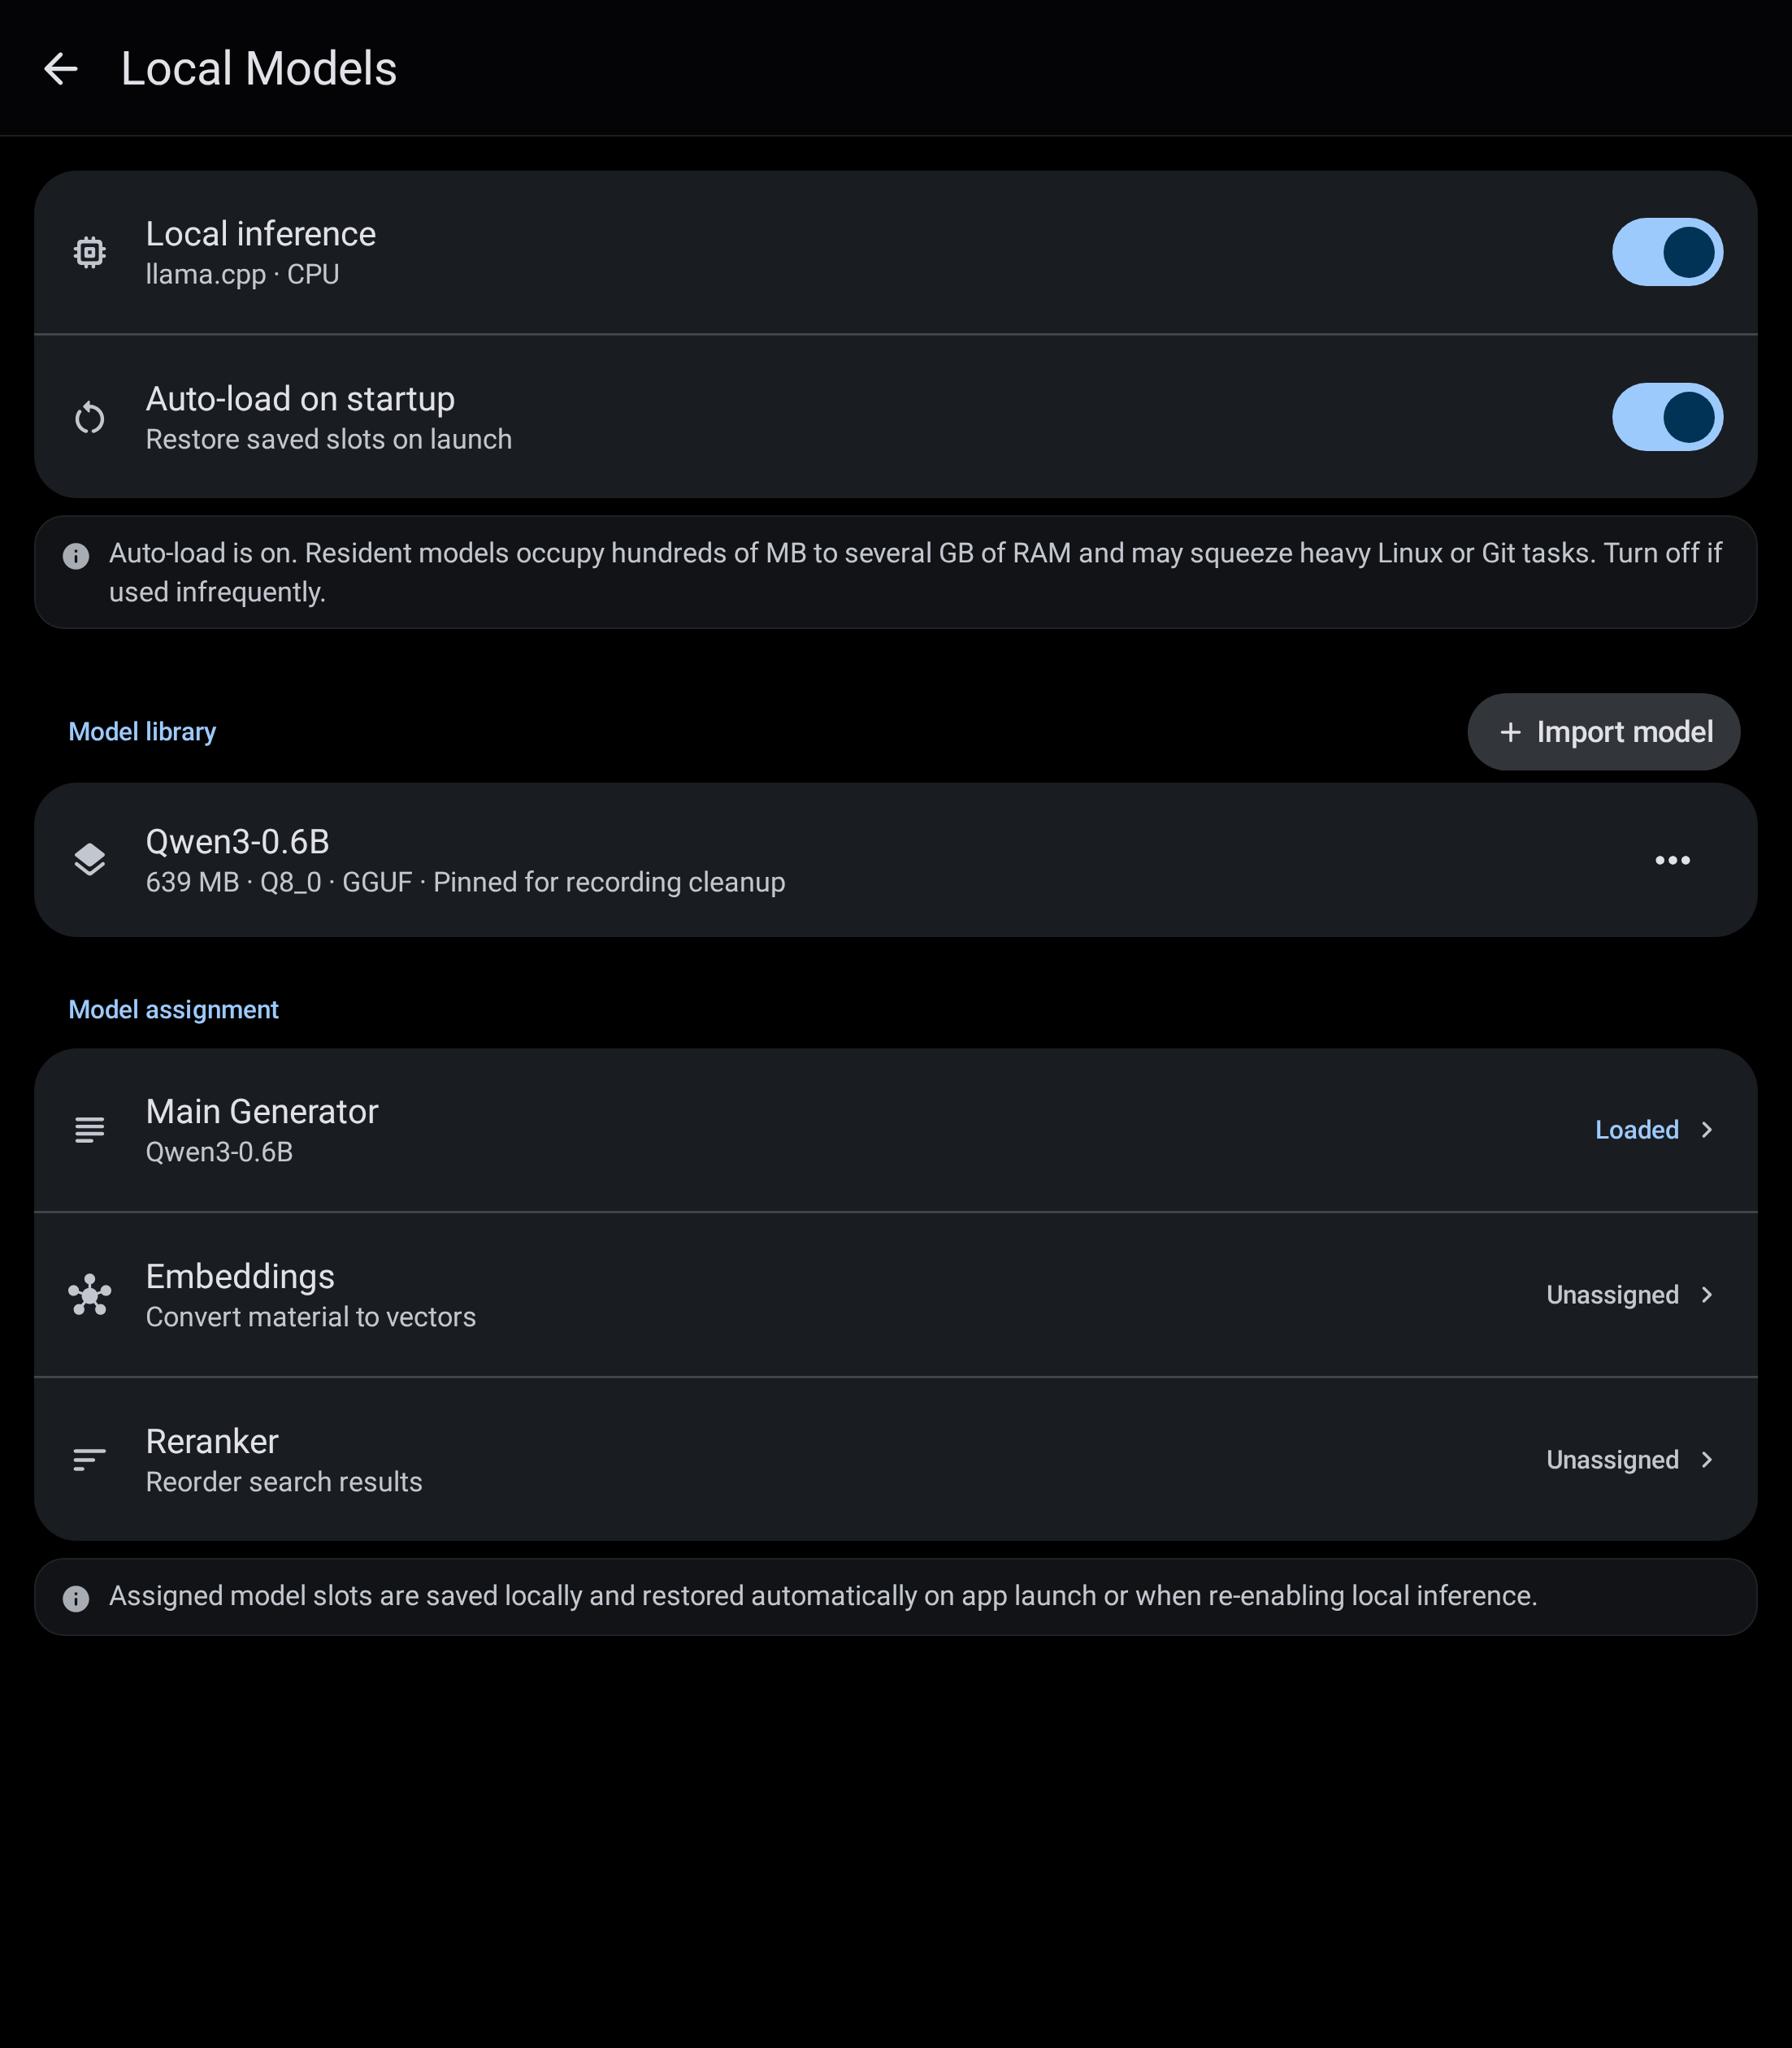 Local Models
Local inference
llama.cpp · CPU
Auto-load on startup
Restore saved slots on launch
Auto-load is on. Resident models occupy hundreds of MB to several GB of RAM and may squeeze heavy Linux or Git tasks. Turn off if
used infrequently.
Model library
+ Import model
Qwen3-0.6B
639 MB · Q8_0 · GGUF · Pinned for recording cleanup
Model assignment
Main Generator
Qwen3-0.6B
Loaded
Embeddings
Convert material to vectors
Unassigned
Reranker
Reorder search results
Unassigned
Assigned model slots are saved locally and restored automatically on app launch or when re-enabling local inference.